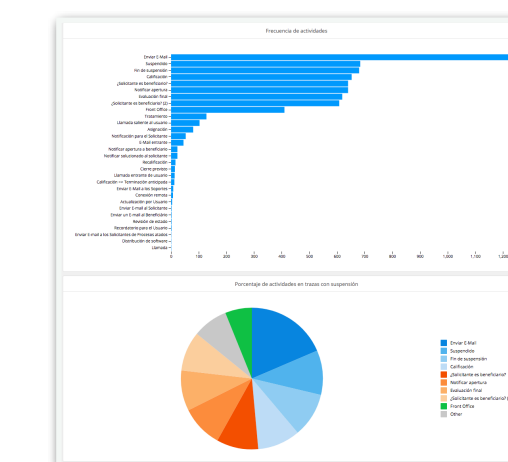 Frecuencia de actividades
Enviar E-Mail
Suspendido
Fin de suspensión
Calificación
¿Solicitante es beneficiario?
Notificar apertura
Evaluación final
¿Solicitante es beneficiario? (2)
Front Office
Tratamiento
Llamada saliente al usuario
Asignación
Notificación para el Solicitante
E-Mail entrante
Notificar apertura a beneficiario
Notificar solucionado al solicitante
Recalificación
Cierre provisio
Llamada entrante de usuario
Calificación <= Terminación anticipada
Enviar E-Mail a los Soportes
Conexión remota
Actualización por Usuario
Enviar E-mail al Solicitante
Enviar un E-mail al Beneficiario
Revisión de estado
Recordatorio para el Usuario
Enviar E-mail a los Solicitantes de Procesos atados
Distribución de software
Llamada
0 100 200 300 400 500 600 700 800 900 1,000 1,100 1,200
Porcentaje de actividades en trazas con suspensión
Enviar E-Mail
Suspendido
Fin de suspensión
Calificación
¿Solicitante es beneficiario?
Notificar apertura
Evaluación final
¿Solicitante es beneficiario? (
Front Office
Other